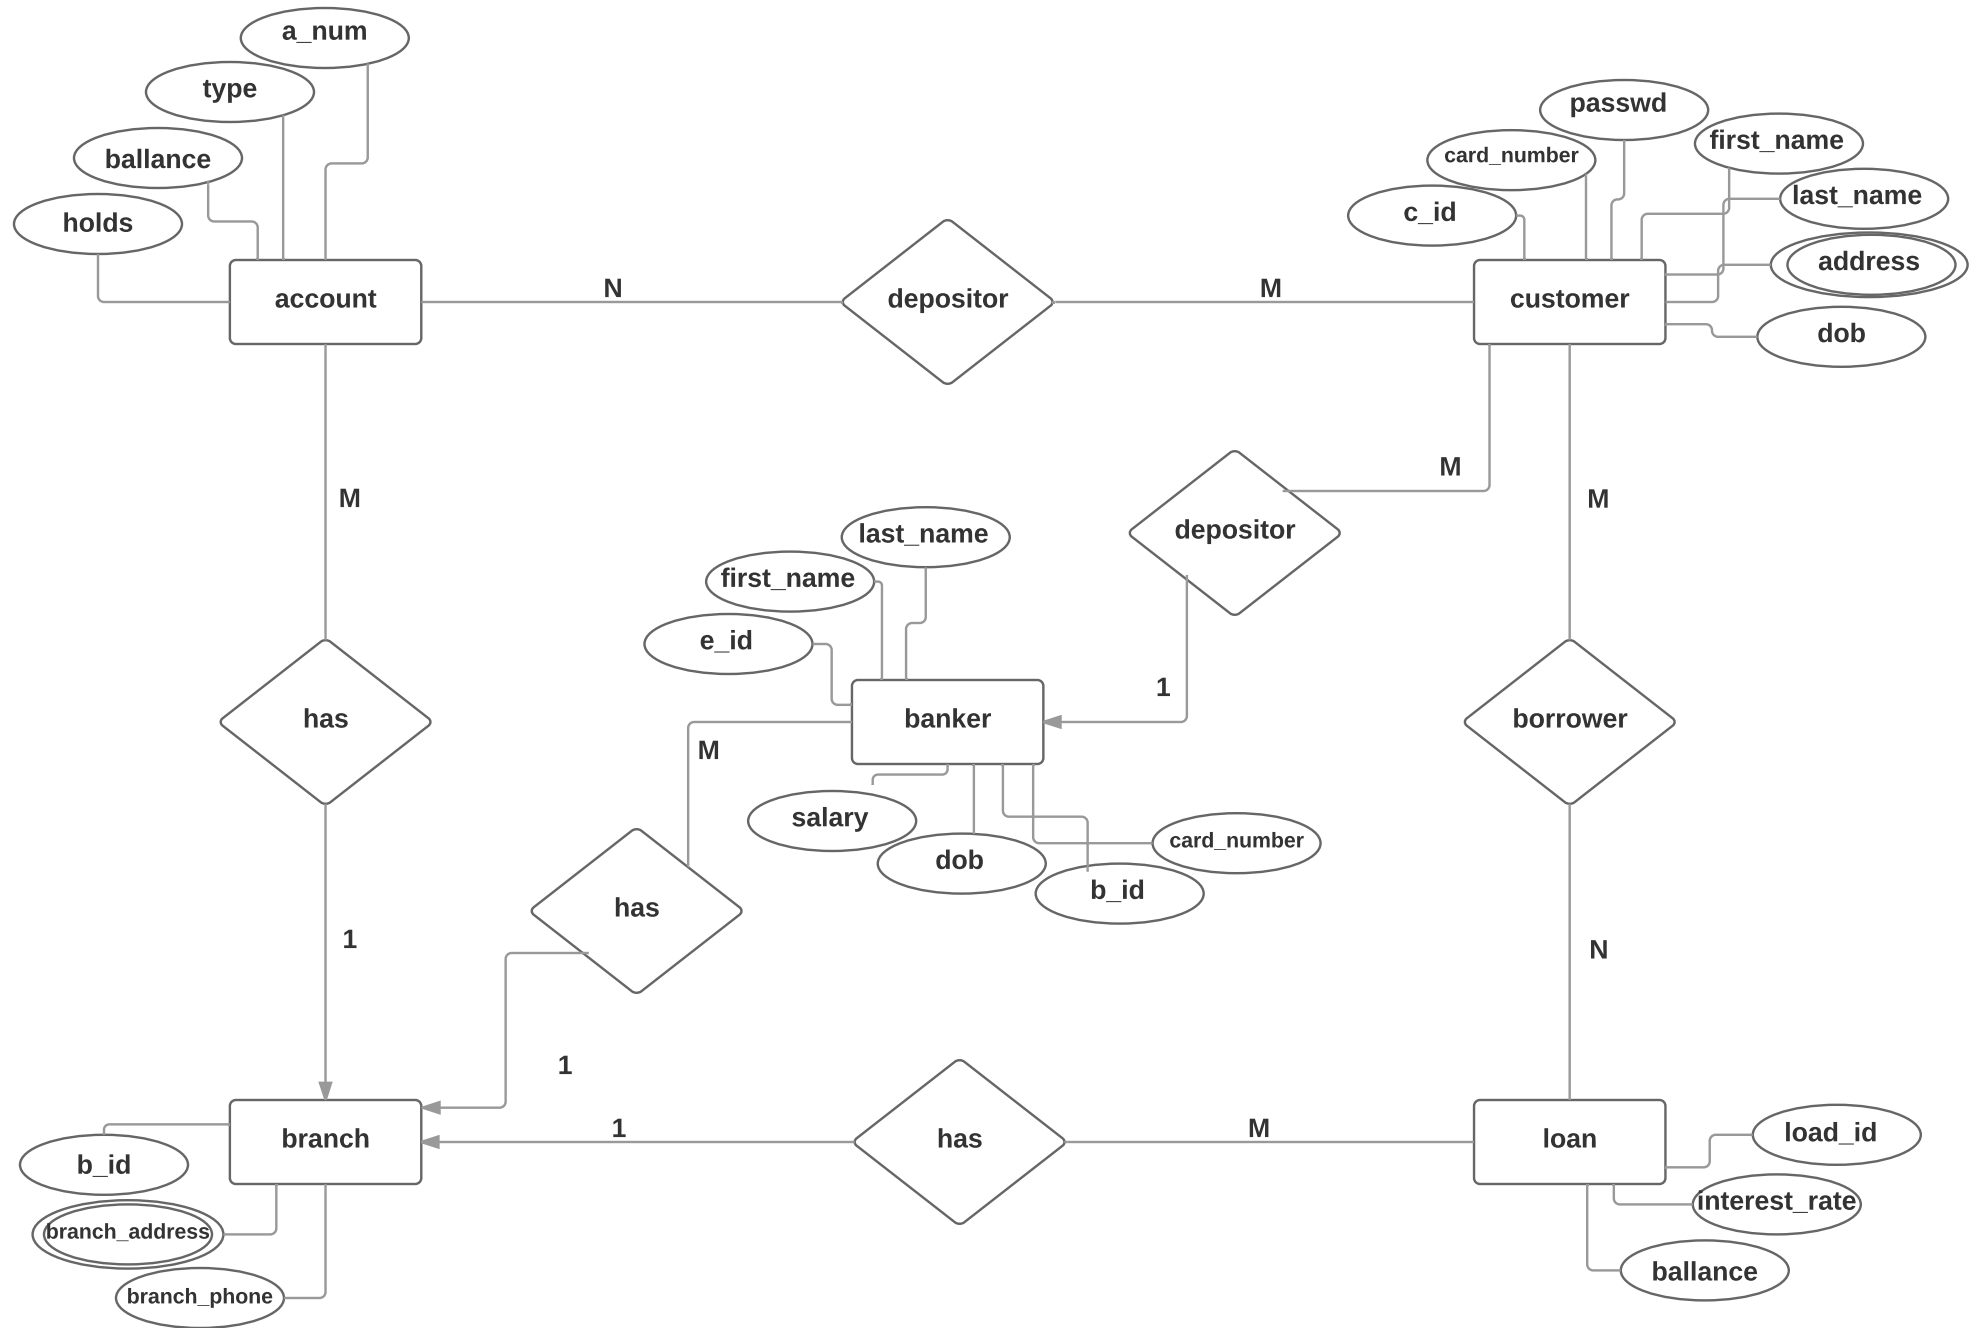 a_num
type
passwd
ballance
card_number
first_name
holds
c_id
last_name
address
account
N
depositor
M
customer
dob
M
M
M
depositor
last_name
first_name
e_id
1
has
banker
borrower
M
salary
card_number
dob
b_id
has
1
N
1
branch
1
has
M
loan
load_id
b_id
interest_rate
branch_address
ballance
branch_phone